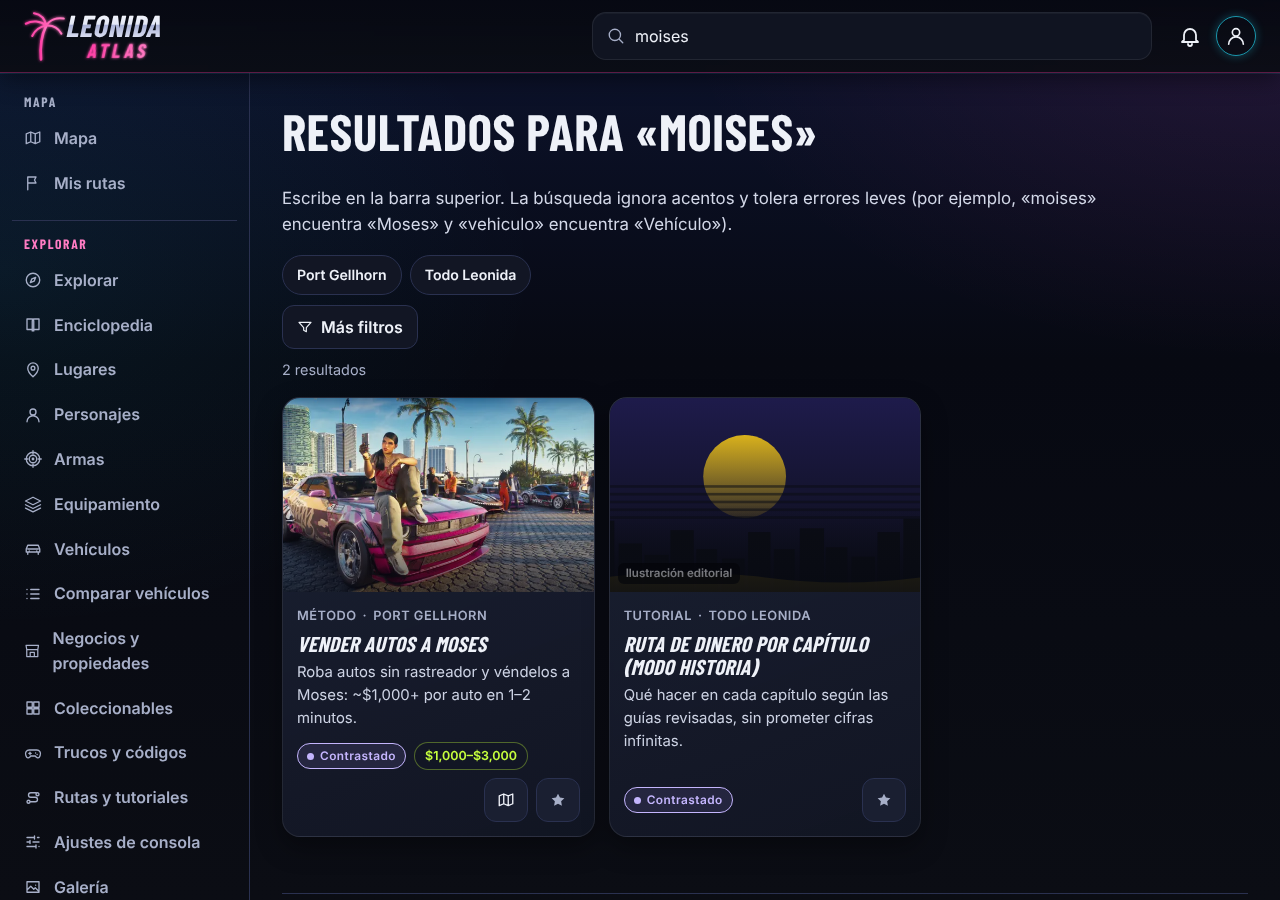 LEONIDA
ATLAS
moises
MAPA
Mapa
Mis rutas
EXPLORAR
Explorar
Enciclopedia
Lugares
Personajes
Armas
Equipamiento
Vehículos
Comparar vehículos
Negocios y
propiedades
Coleccionables
Trucos y códigos
Rutas y tutoriales
Ajustes de consola
Galería
RESULTADOS PARA «MOISES»
Escribe en la barra superior. La búsqueda ignora acentos y tolera errores leves (por ejemplo, «moises»
encuentra «Moses» y «vehiculo» encuentra «Vehículo»).
Port Gellhorn
Todo Leonida
Más filtros
2 resultados
MÉTODO · PORT GELLHORN
VENDER AUTOS A MOSES
Roba autos sin rastreador y véndelos a
Moses: ~$1,000+ por auto en 1–2
minutos.
Contrastado
$1,000–$3,000
Ilustración editorial
TUTORIAL · TODO LEONIDA
RUTA DE DINERO POR CAPÍTULO
(MODO HISTORIA)
Qué hacer en cada capítulo según las
guías revisadas, sin prometer cifras
infinitas.
Contrastado